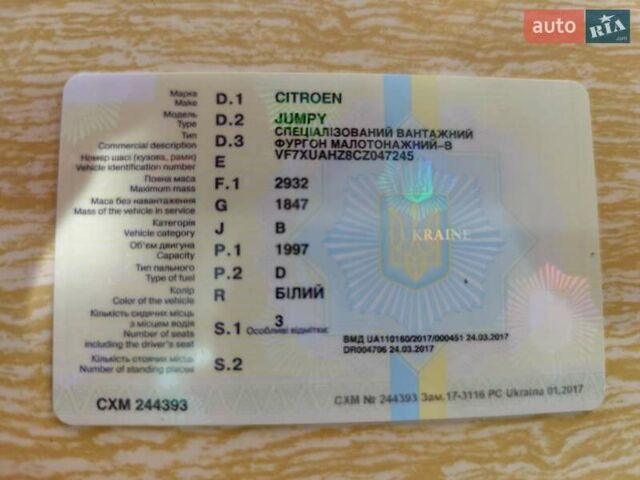 auto RIA .com
Марка
Make D.1 CITROEN
Модель
Type D.2 JUMPY
Тип
Commercial description D.3 СПЕЦІАЛІЗОВАНИЙ ВАНТАЖНИЙ
ФУРГОН МАЛОТОНАЖНИЙ-В
Номер шасі (кузова, рами)
Vehicle identification number E VF7XUAHZ8CZ047245
Повна маса
Maximum mass F.1 2932
Маса без навантаження
Mass of the vehicle in service G 1847
Категорія
Vehicle category J B
Об'єм двигуна
Capacity P.1 1997
Тип пального
Type of fuel P.2 D
Колір
Color of the vehicle R БІЛИЙ
Кількість сидячих місць
з місцем водія
Number of seats
including the driver's seat S.1 3
Особливі відмітки:
ВМД UA110160/2017/000451 24.03.2017
DR004706 24.03.2017
Кількість стоячих місць
Number of standing places S.2
UKRAINE
СХМ 244393
СХМ № 244393 Зам.17-3116 РС Ukraina 01.2017